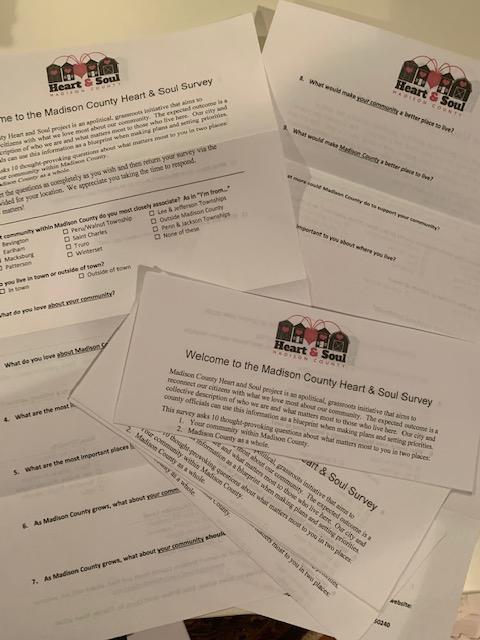 Heart & Soul
MADISON COUNTY
me to the Madison County Heart & Soul Survey
ty Heart and Soul project is an apolitical, grassroots initiative that aims to
citizens with what we love most about our community. The expected outcome is a
cription of who we are and what matters most to those who live here. Our city and
ials can use this information as a blueprint when making plans and setting priorities.
asks 10 thought-provoking questions about what matters most to you in two places:
our community within Madison County.
adison County as a whole.
er the questions as completely as you wish and then return your survey via the
vided for your location. We appreciate you taking the time to respond.
matters!
community within Madison County do you most closely associate? As in "I'm from..."
Bevington
Earlham
Macksburg
Patterson
Peru/Walnut Township
Saint Charles
Truro
Winterset
Lee & Jefferson Townships
Outside Madison County
Penn & Jackson Townships
None of these
you live in town or outside of town?
In town
Outside of town
What do you love about your community?
What do you love about Madison C
4. What are the most
5. What are the most important places
6. As Madison County grows, what about your comm
7. As Madison County grows, what about your community should
Heart & Soul
MADISON COUNTY
8. What would make your community a better place to live?
9. What would make Madison County a better place to live?
at more could Madison County do to support your community?
important to you about where you live?
Heart & Soul
MADISON COUNTY
Welcome to the Madison County Heart & Soul Survey
Madison County Heart and Soul project is an apolitical, grassroots initiative that aims to
reconnect our citizens with what we love most about our community. The expected outcome is a
collective description of who we are and what matters most to those who live here. Our city and
county officials can use this information as a blueprint when making plans and setting priorities.
This survey asks 10 thought-provoking questions about what matters most to you in two places:
1. Your community within Madison County.
2. Madison County as a whole.
art & Soul Survey
website:
50240